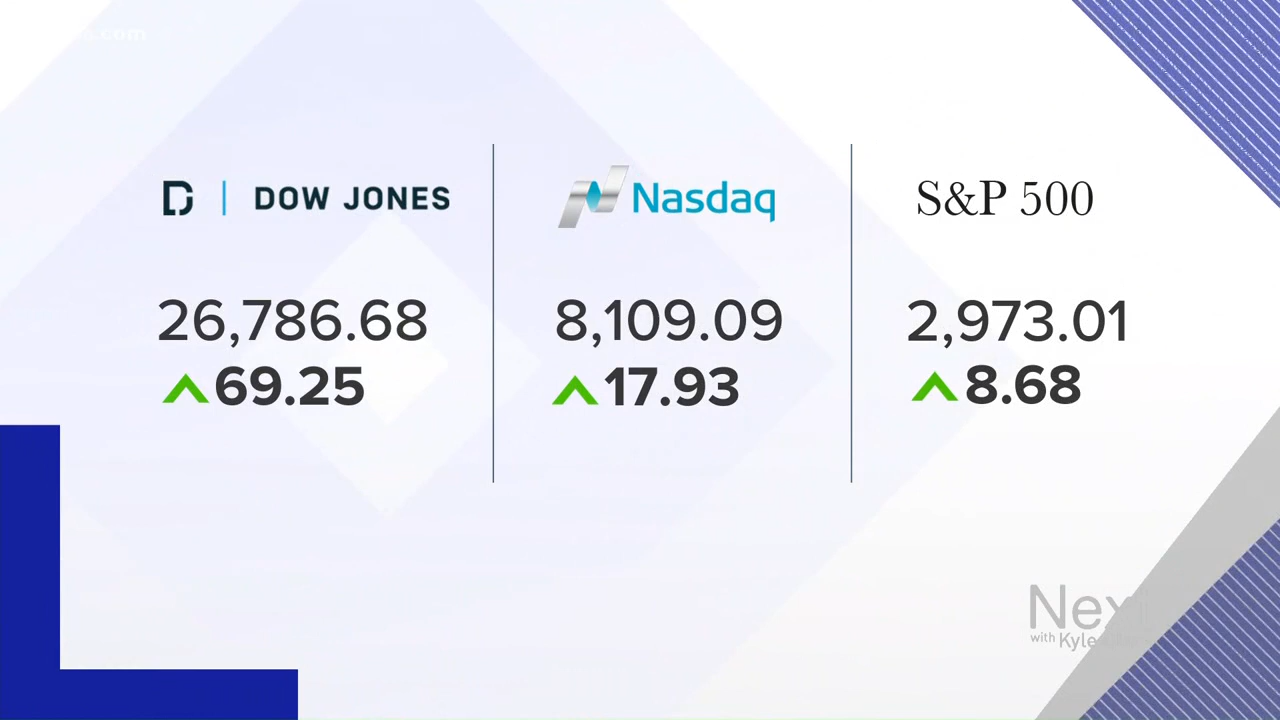 DOW JONES
26,786.68
69.25
Nasdaq
8,109.09
17.93
S&P 500
2,973.01
8.68
Next
with Kyle